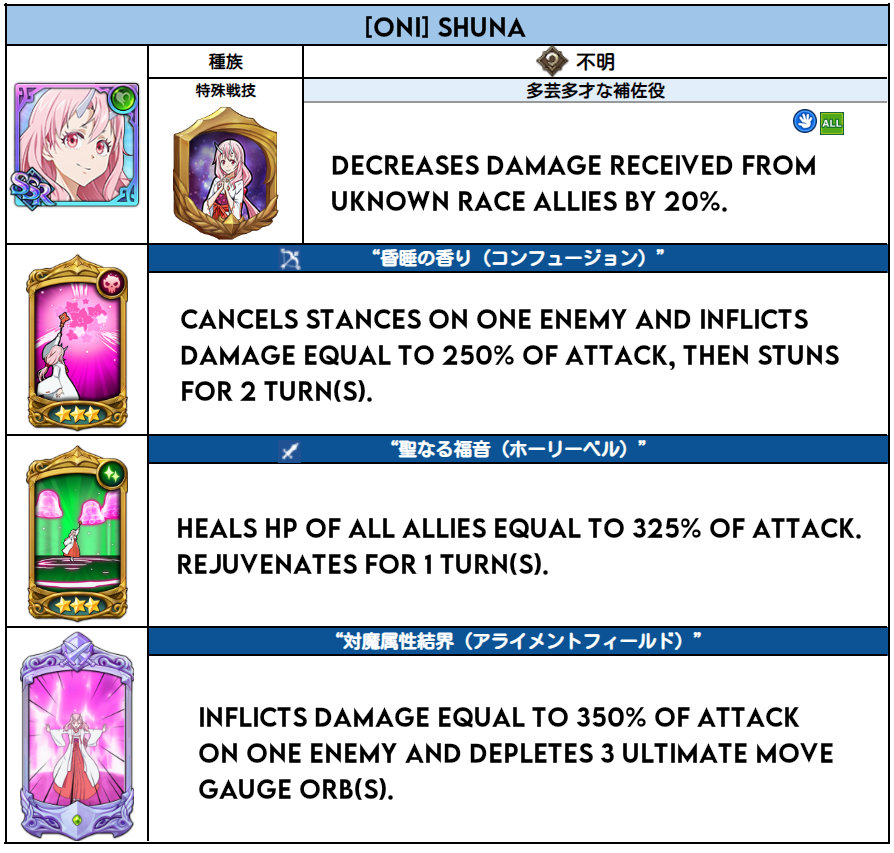 [ONI] SHUNA
種族
不明
特殊戦技
多芸多才な補佐役
ALL
SSR
DECREASES DAMAGE RECEIVED FROM
UKNOWN RACE ALLIES BY 20%.
“昏睡の香り（コンフュージョン）”
CANCELS STANCES ON ONE ENEMY AND INFLICTS
DAMAGE EQUAL TO 250% OF ATTACK, THEN STUNS
FOR 2 TURN(S).
“聖なる福音（ホーリーベル）”
HEALS HP OF ALL ALLIES EQUAL TO 325% OF ATTACK.
REJUVENATES FOR 1 TURN(S).
“対魔属性結界（アライメントフィールド）”
INFLICTS DAMAGE EQUAL TO 350% OF ATTACK
ON ONE ENEMY AND DEPLETES 3 ULTIMATE MOVE
GAUGE ORB(S).